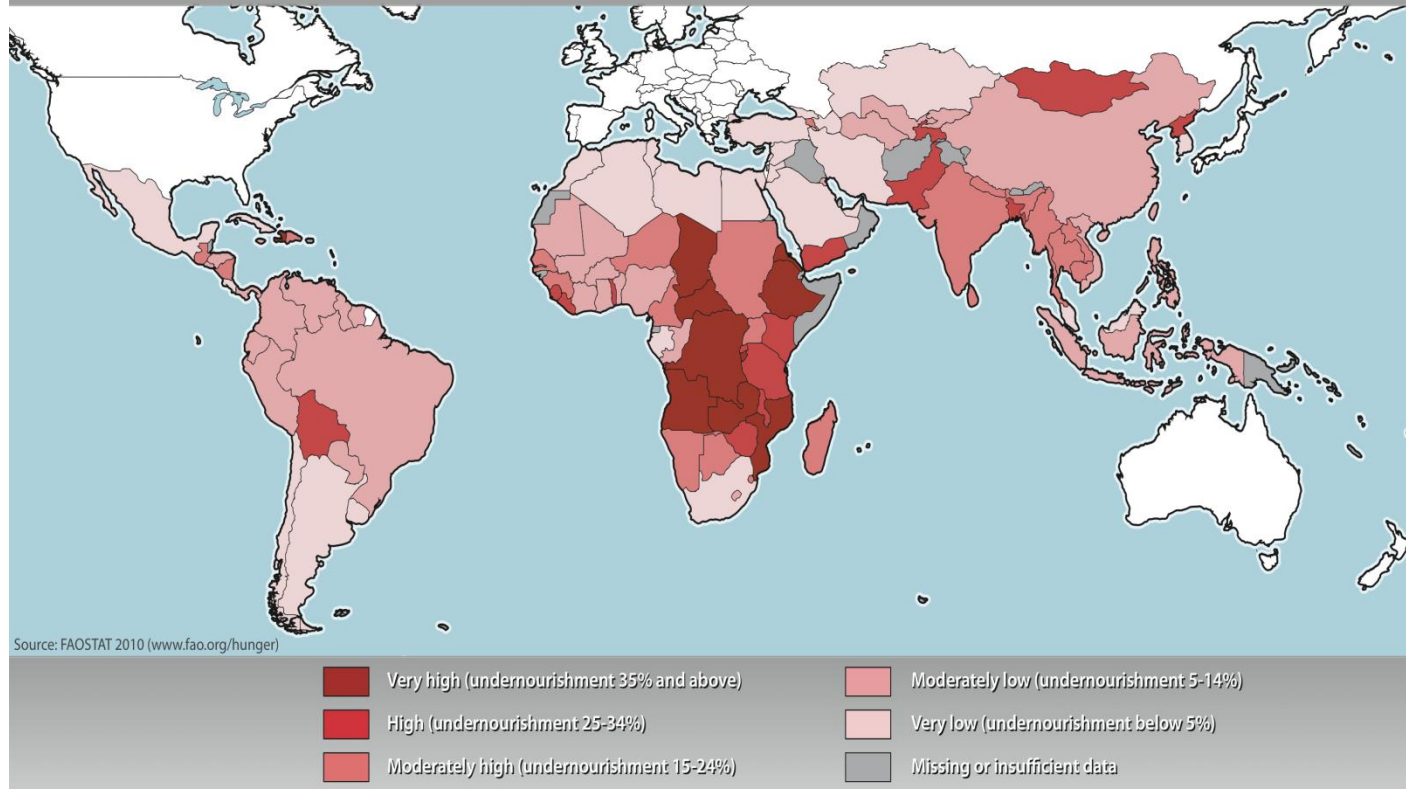 Source: FAOSTAT 2010 (www.fao.org/hunger)
Very high (undernourishment 35% and above)
High (undernourishment 25-34%)
Moderately high (undernourishment 15-24%)
Moderately low (undernourishment 5-14%)
Very low (undernourishment below 5%)
Missing or insufficient data